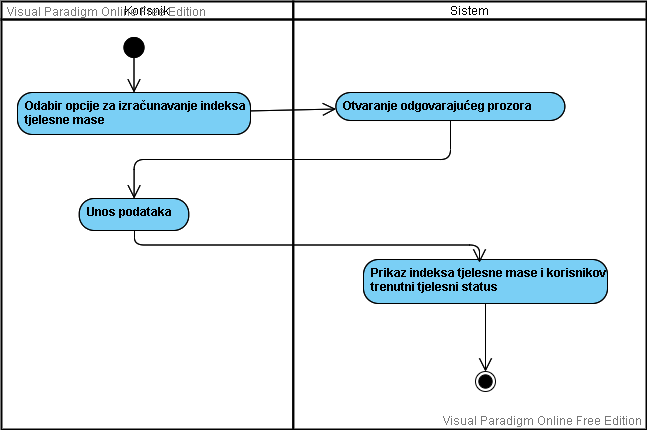 Visual Paradigm Online Free Edition
Korisnik
Sistem
Odabir opcije za izračunavanje indeksa
tjelesne mase
Otvaranje odgovarajućeg prozora
Unos podataka
Prikaz indeksa tjelesne mase i korisnikov
trenutni tjelesni status
Visual Paradigm Online Free Edition